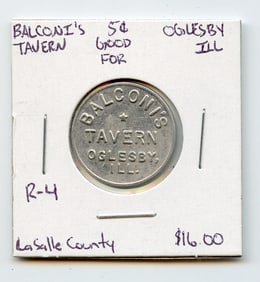 BALCONI'S 5¢ OGLESBY
TAVERN GOOD ILL
FOR
BALCONI'S
TAVERN
OGLESBY,
ILL.
R-4
LaSalle County $16.00